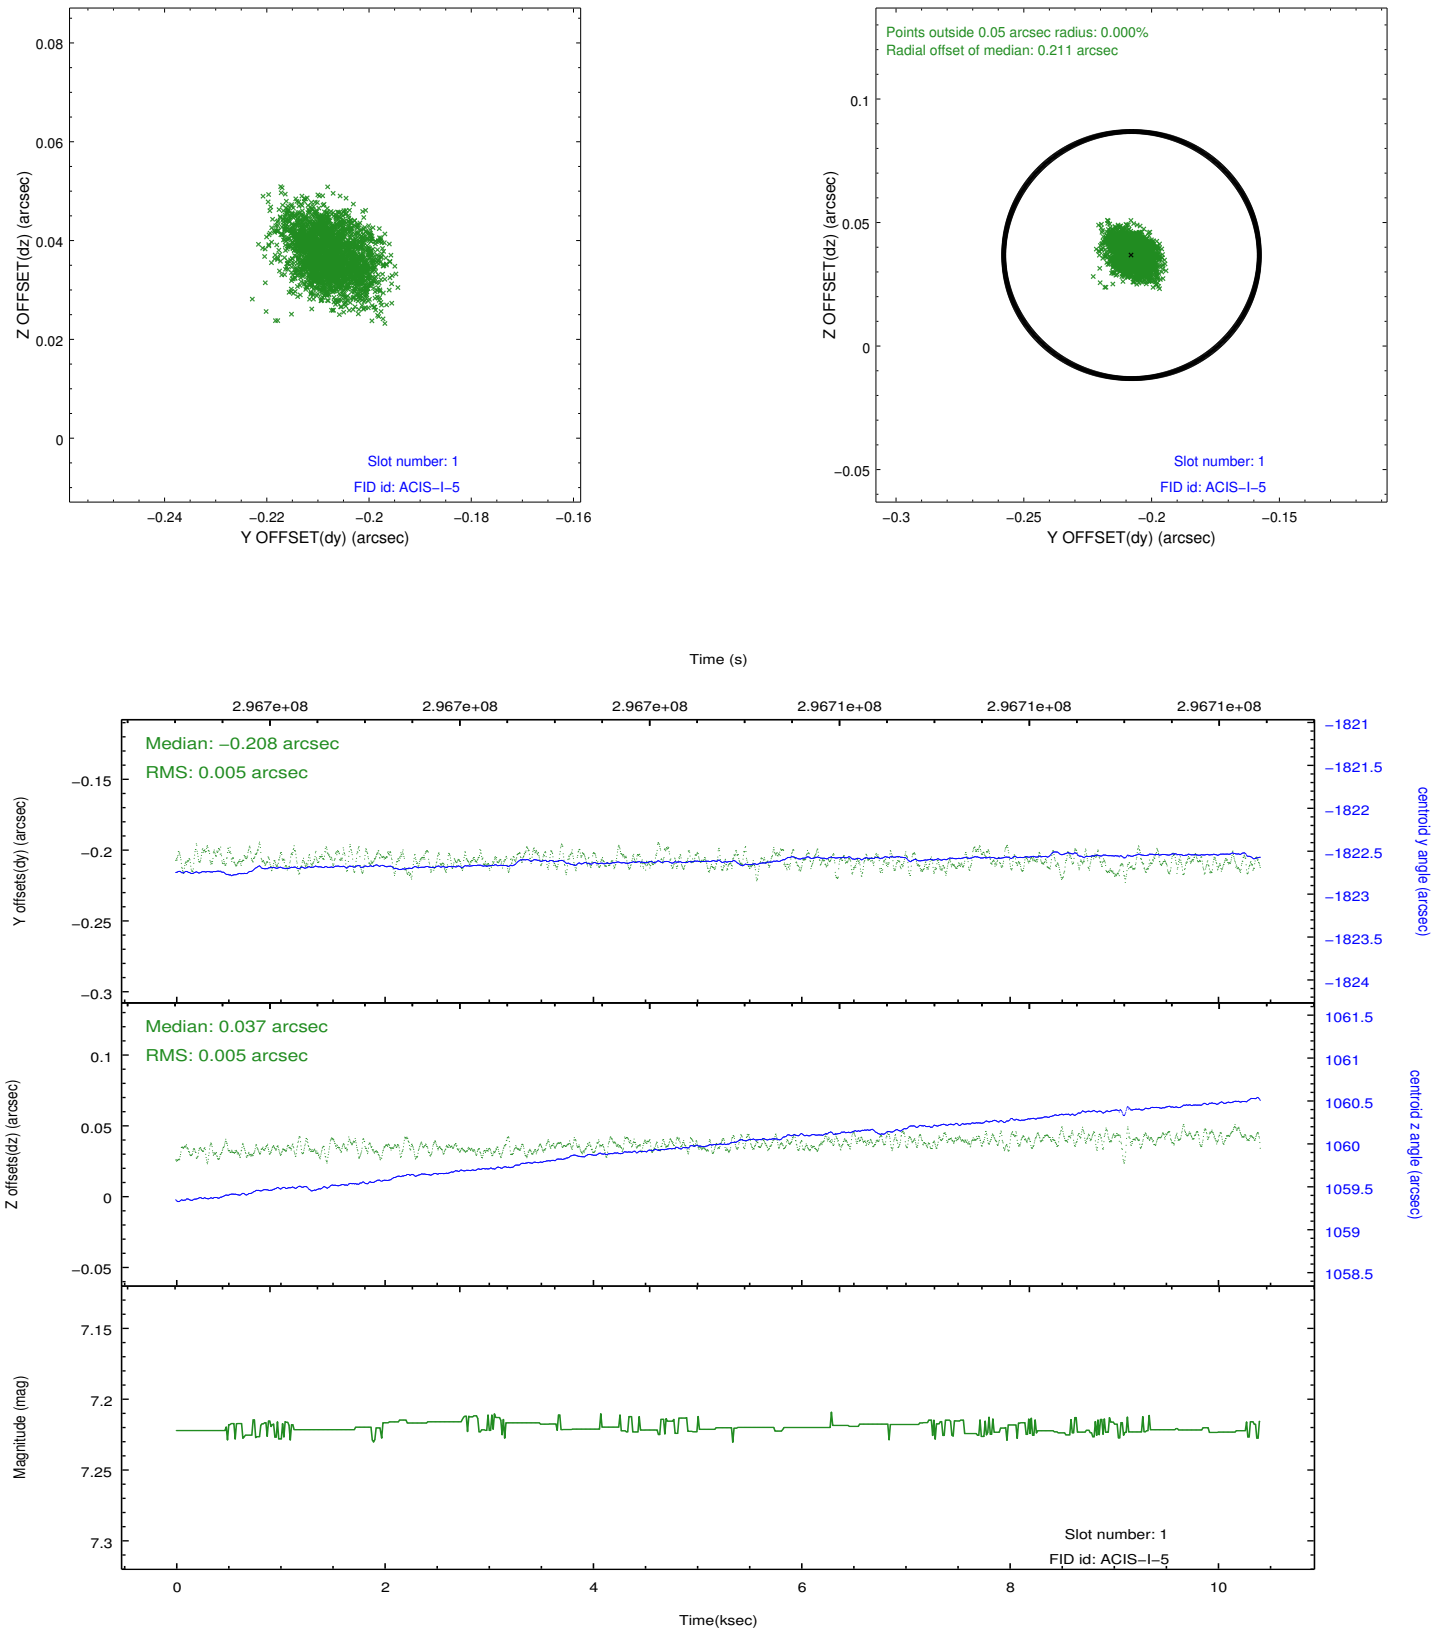 0.08
0.06
0.04
0.02
0
Z OFFSET(dz) (arcsec)
−0.24
−0.22
−0.2
−0.18
−0.16
Y OFFSET(dy) (arcsec)
Slot number: 1
FID id: ACIS−I−5
Points outside 0.05 arcsec radius: 0.000%
Radial offset of median: 0.211 arcsec
0.1
0.05
0
−0.05
Z OFFSET(dz) (arcsec)
−0.3
−0.25
−0.2
−0.15
Y OFFSET(dy) (arcsec)
Slot number: 1
FID id: ACIS−I−5
Time (s)
2.967e+08
2.967e+08
2.967e+08
2.9671e+08
2.9671e+08
2.9671e+08
Median: −0.208 arcsec
RMS: 0.005 arcsec
−0.15
−0.2
−0.25
−0.3
Y offsets(dy) (arcsec)
−1821
−1821.5
−1822
−1822.5
−1823
−1823.5
−1824
centroid y angle (arcsec)
Median: 0.037 arcsec
RMS: 0.005 arcsec
0.1
0.05
0
−0.05
Z offsets(dz) (arcsec)
1061.5
1061
1060.5
1060
1059.5
1059
1058.5
centroid z angle (arcsec)
7.15
7.2
7.25
7.3
Magnitude (mag)
Slot number: 1
FID id: ACIS−I−5
0
2
4
6
8
10
Time(ksec)